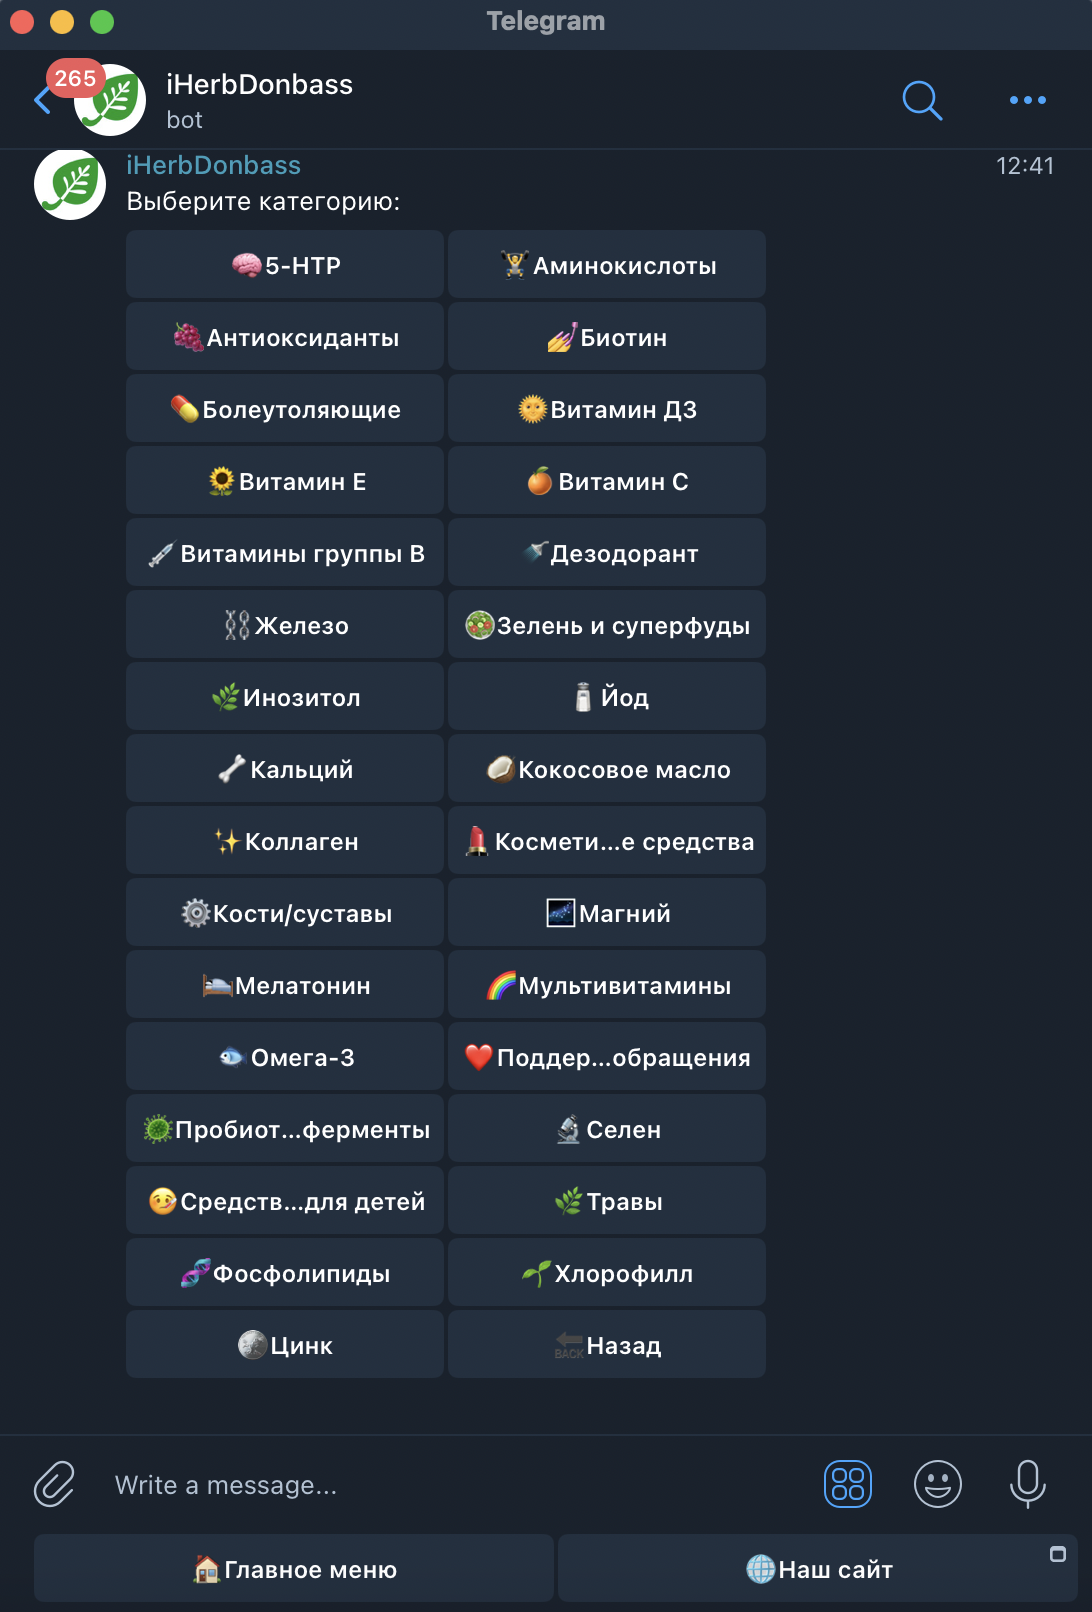 Telegram
265
iHerbDonbass
bot
iHerbDonbass 12:41
Выберите категорию:
🧠5-HTP 🏋Аминокислоты
🍇Антиоксиданты 💅Биотин
💊Болеутоляющие 🌞Витамин Д3
🌻Витамин Е 🍊Витамин С
💉Витамины группы В 🚿Дезодорант
⛓Железо 🥗Зелень и суперфуды
🌿Инозитол 🧂Йод
🦴Кальций 🥥Кокосовое масло
✨Коллаген 💄Космети...е средства
⚙Кости/суставы 🌌Магний
🛌Мелатонин 🌈Мультивитамины
🐟Омега-3 ❤Поддер...обращения
🦠Пробиот...ферменты 🔬Селен
🤒Средств...для детей 🌿Травы
🧬Фосфолипиды 🌱Хлорофилл
🌕Цинк 🔙Назад
Write a message...
🏠Главное меню 🌐Наш сайт